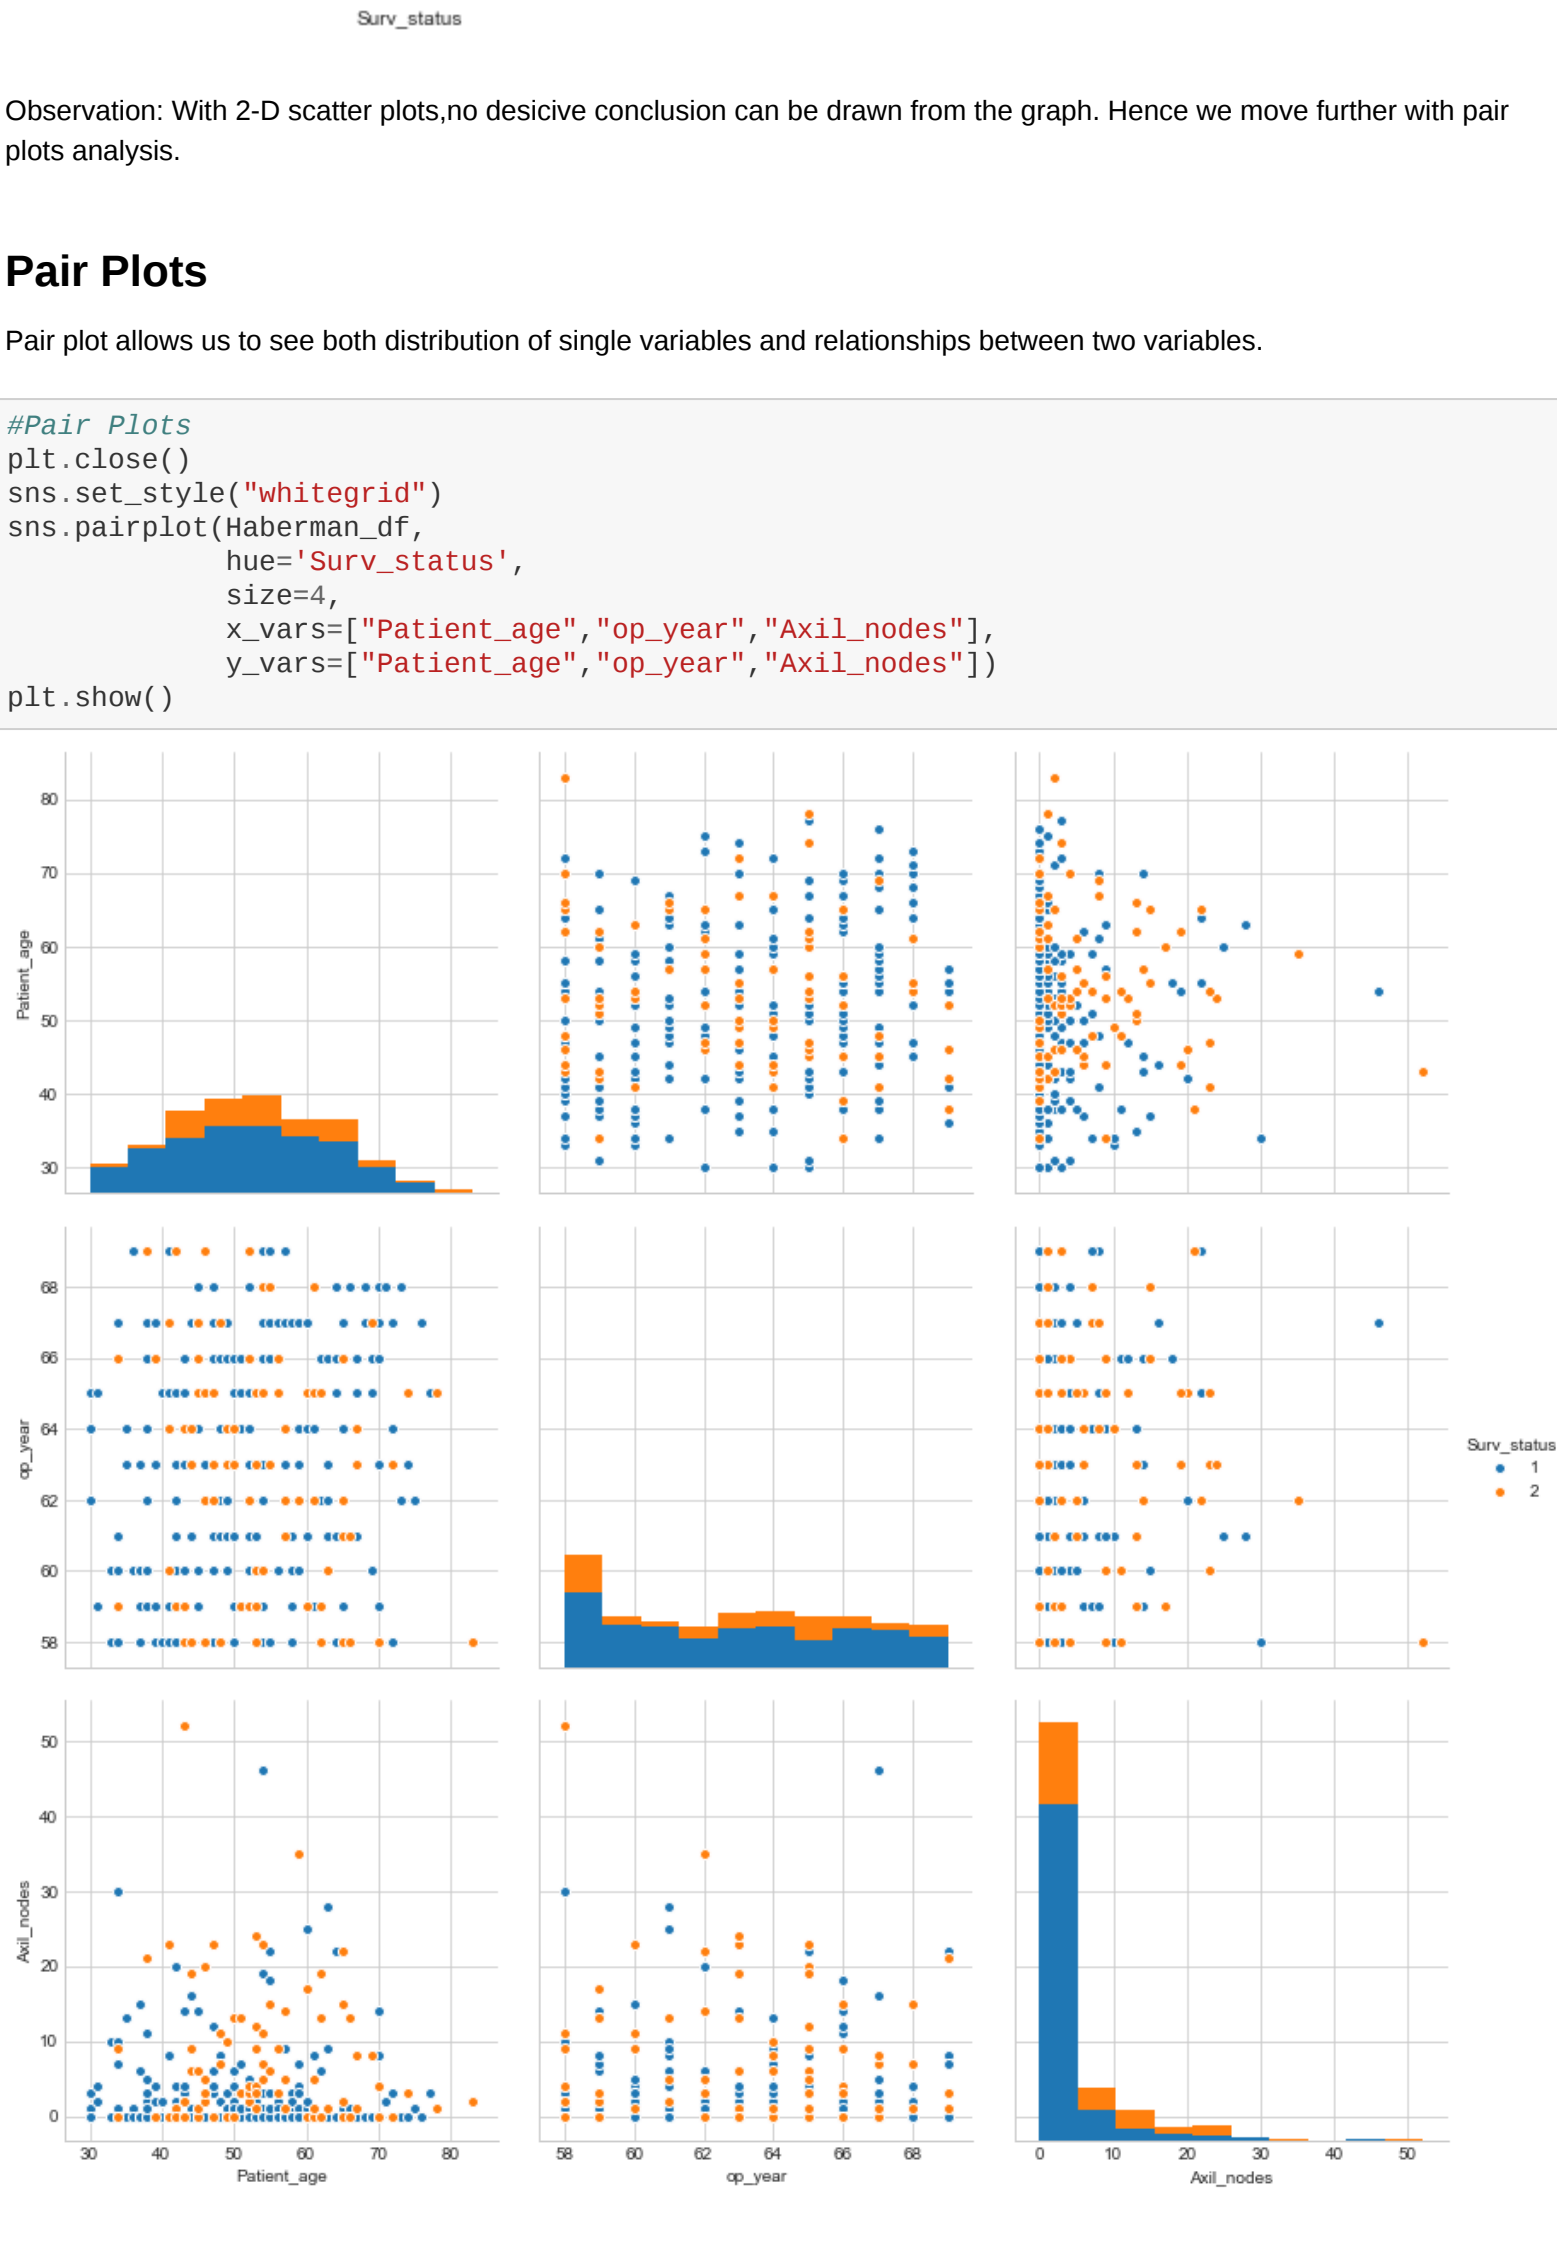 Surv_status
Observation: With 2-D scatter plots,no desicive conclusion can be drawn from the graph. Hence we move further with pair
plots analysis.
Pair Plots
Pair plot allows us to see both distribution of single variables and relationships between two variables.
#Pair Plots
plt.close()
sns.set_style("whitegrid")
sns.pairplot(Haberman_df,
hue='Surv_status',
size=4,
x_vars=["Patient_age","op_year","Axil_nodes"],
y_vars=["Patient_age","op_year","Axil_nodes"])
plt.show()
80
70
60
50
40
30
Patient_age
68
66
64
62
60
58
op_year
Surv_status
1
2
50
40
30
20
10
0
Axil_nodes
30 40 50 60 70 80
Patient_age
58 60 62 64 66 68
op_year
0 10 20 30 40 50
Axil_nodes